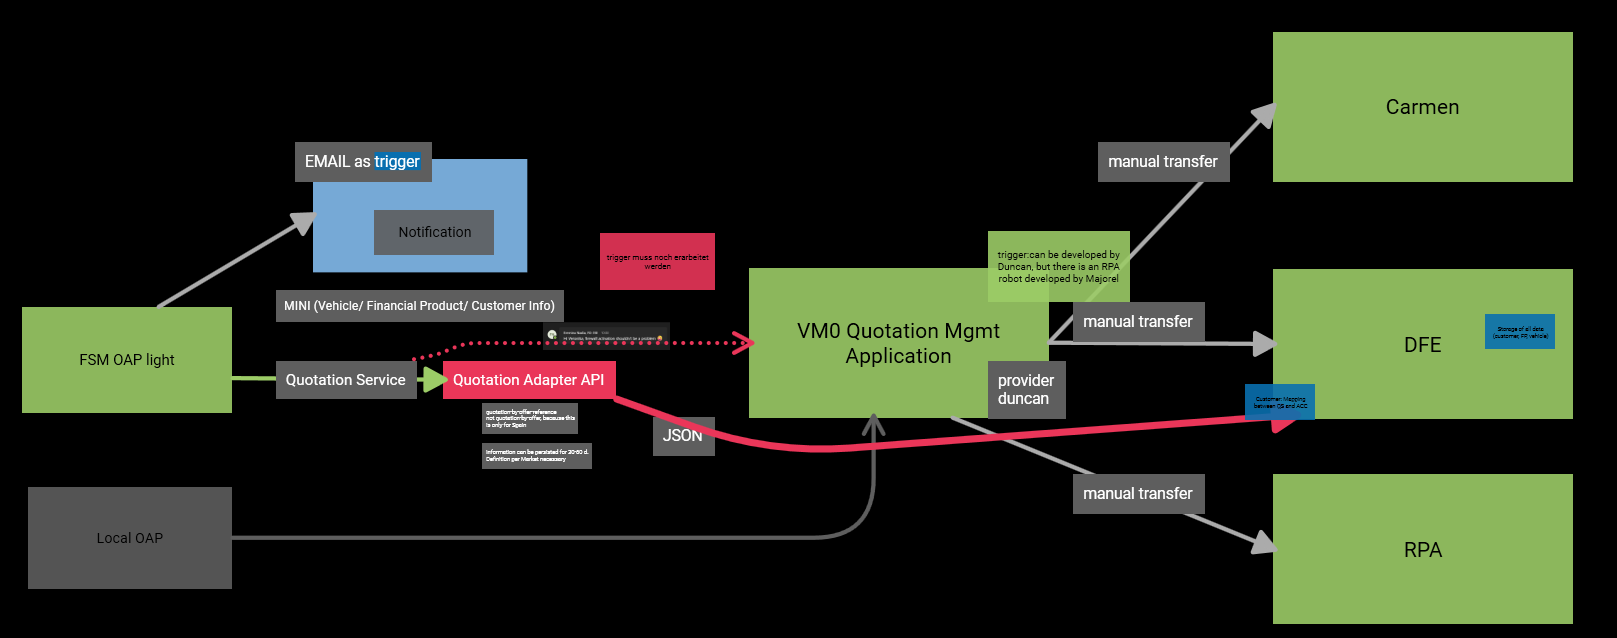 Carmen
EMAIL as trigger
manual transfer
Notification
trigger muss noch erarbeitet
werden
trigger:can be developed by
Duncan, but there is an RPA
robot developed by Majorel
MINI (Vehicle/ Financial Product/ Customer Info)
manual transfer
VM0 Quotation Mgmt
Application
Storage of all data
(customer, FP, vehicle)
DFE
FSM OAP light
Quotation Service
Quotation Adapter API
provider
duncan
Customer: Mapping
between DS and ACC
quotation-by-offer-reference
not quotation-by-offer, because this
is only for Spain
JSON
Information can be persisted for 30-60 d.
Definition per Market necessary
manual transfer
Local OAP
RPA